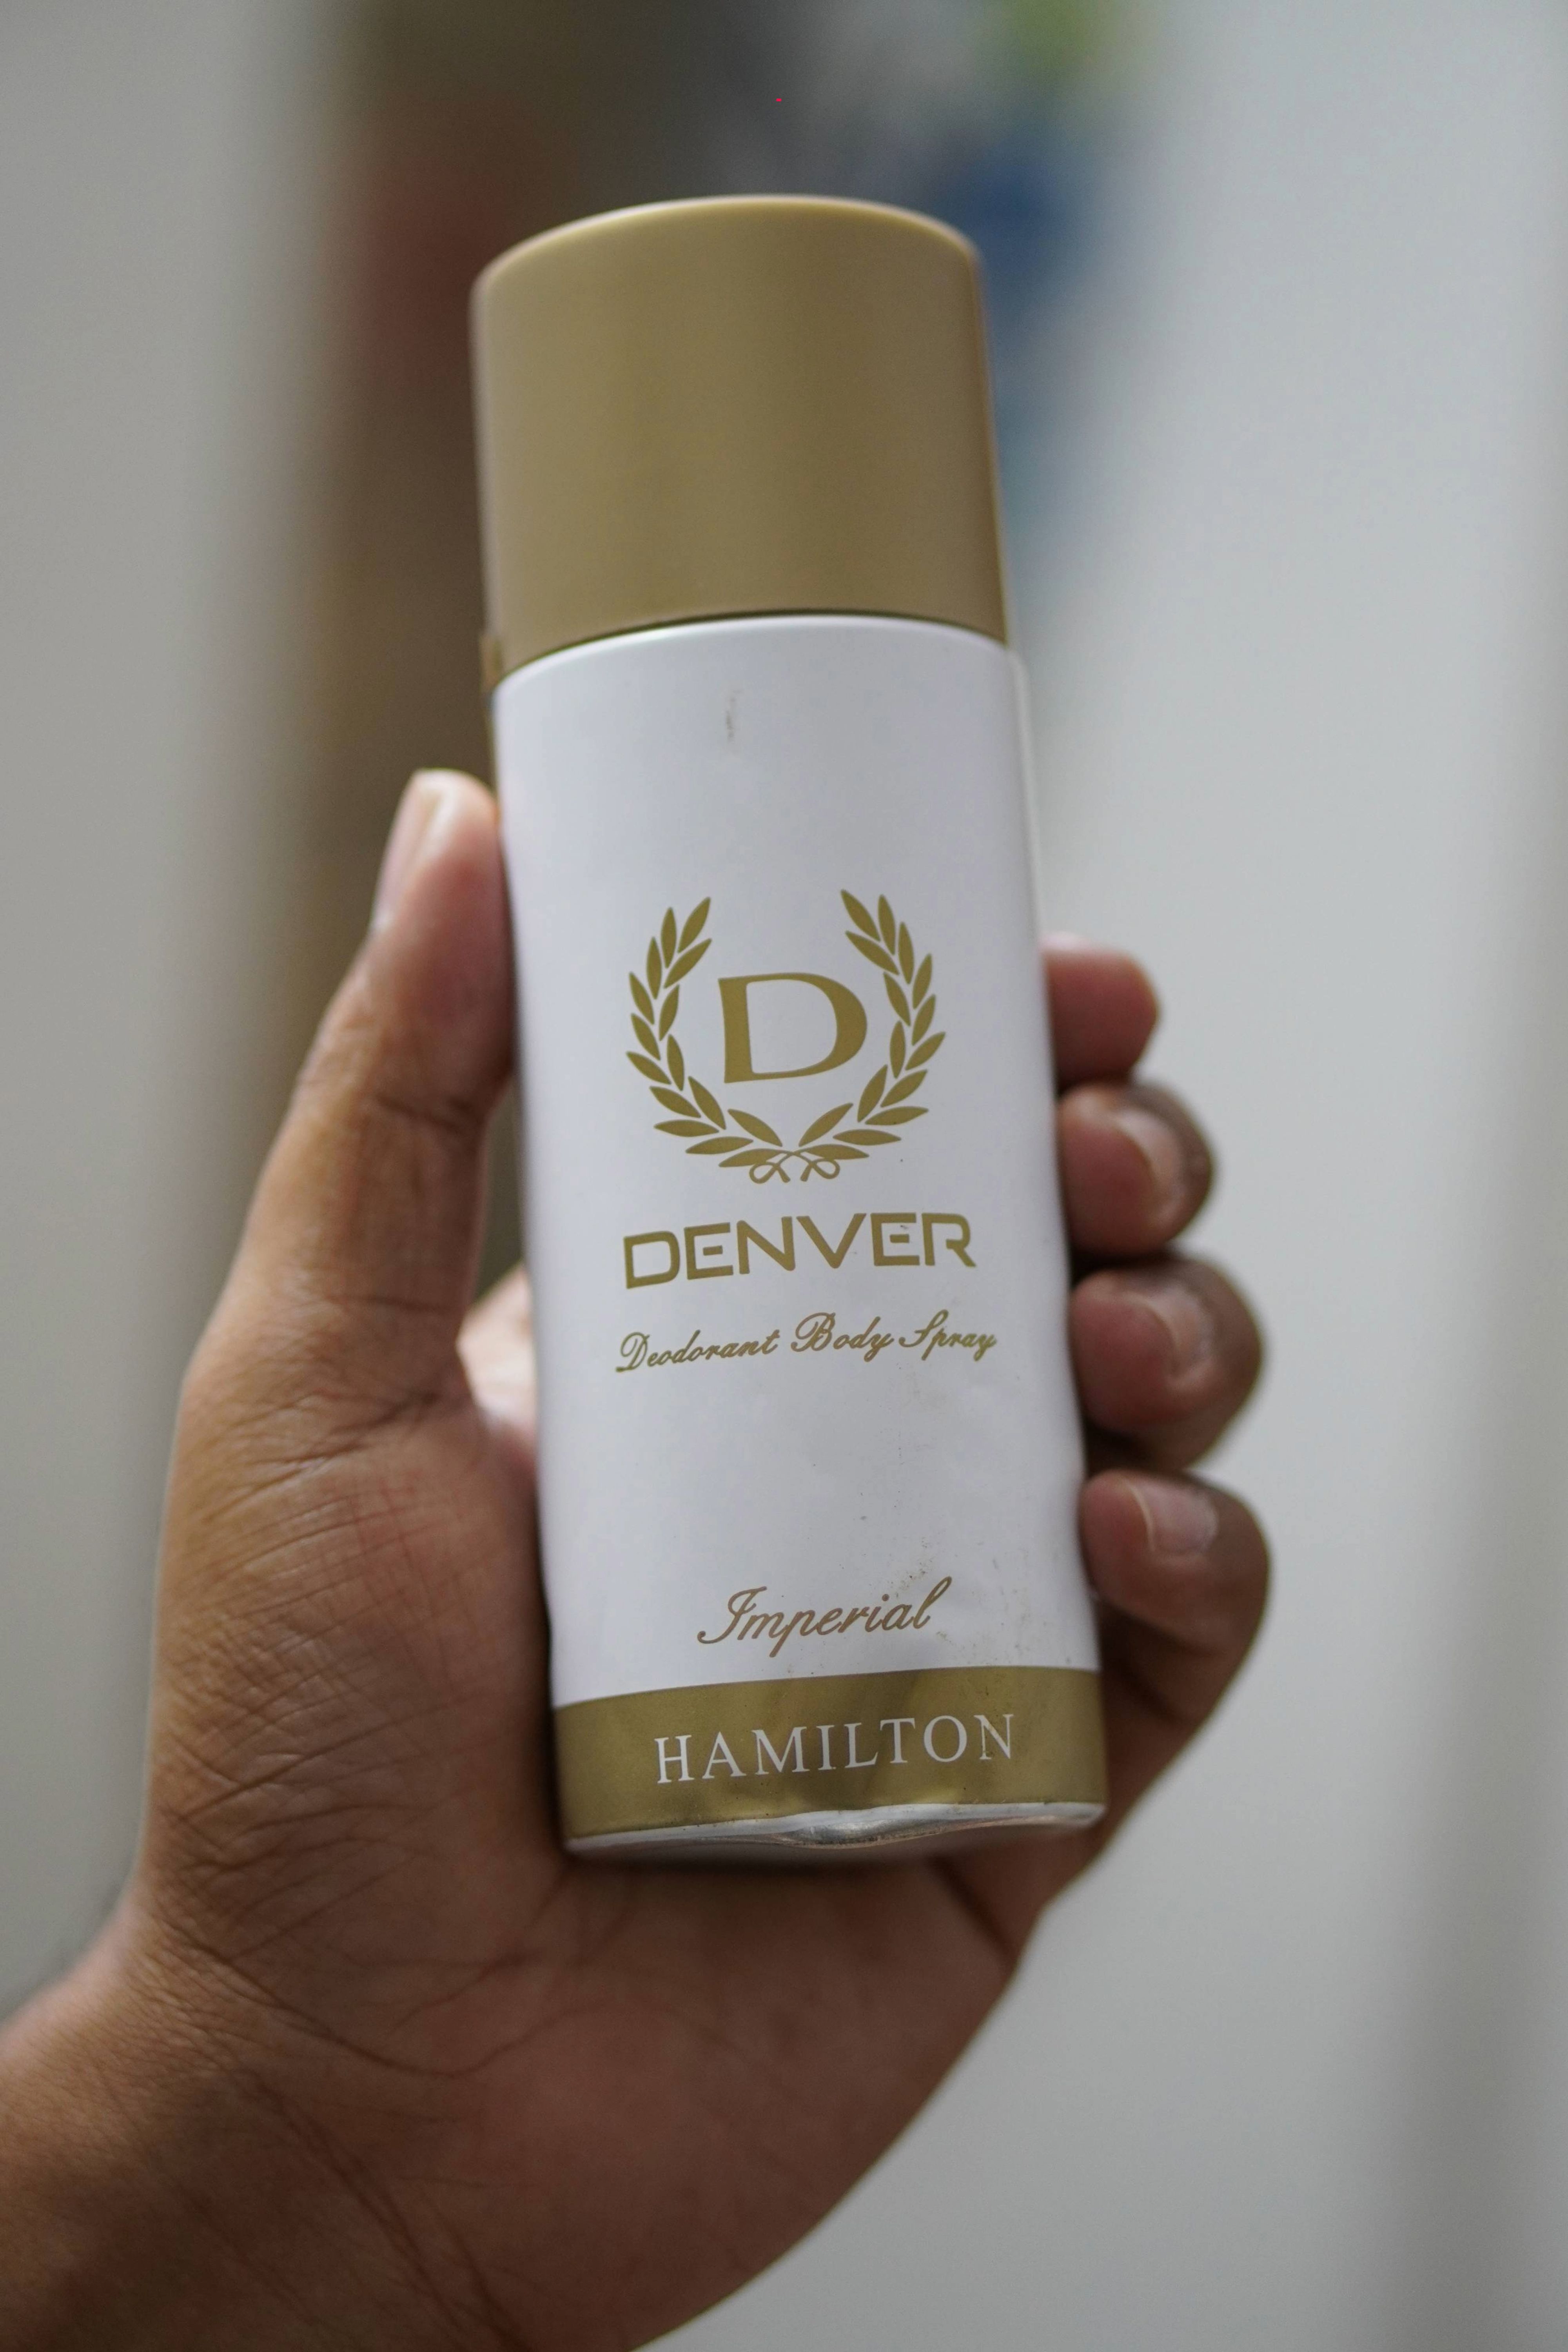 D
DENVER
Deodorant Body Spray
Imperial
HAMILTON